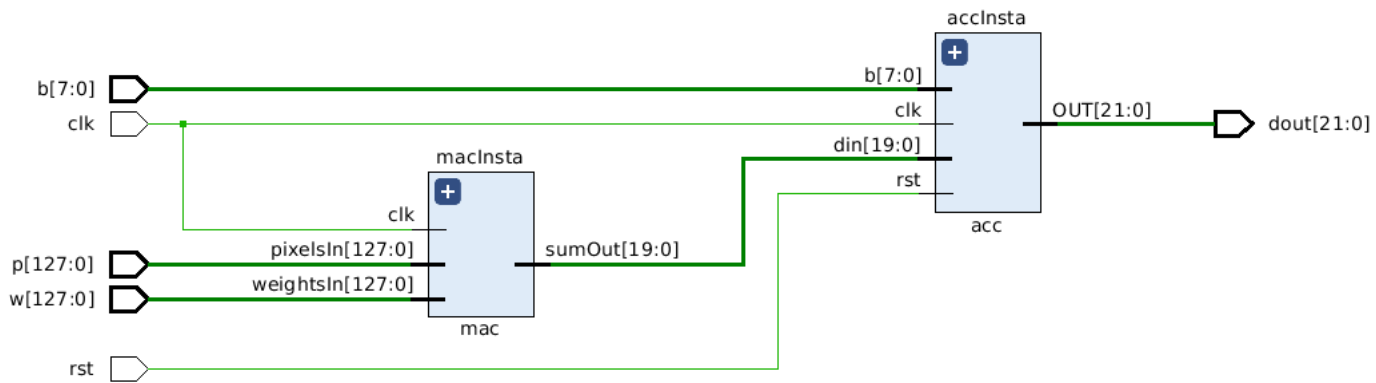 accInsta
b[7:0]
b[7:0]
clk
clk
OUT[21:0]
dout[21:0]
din[19:0]
macInsta
rst
clk
acc
p[127:0]
pixelsIn[127:0]
sumOut[19:0]
w[127:0]
weightsIn[127:0]
mac
rst